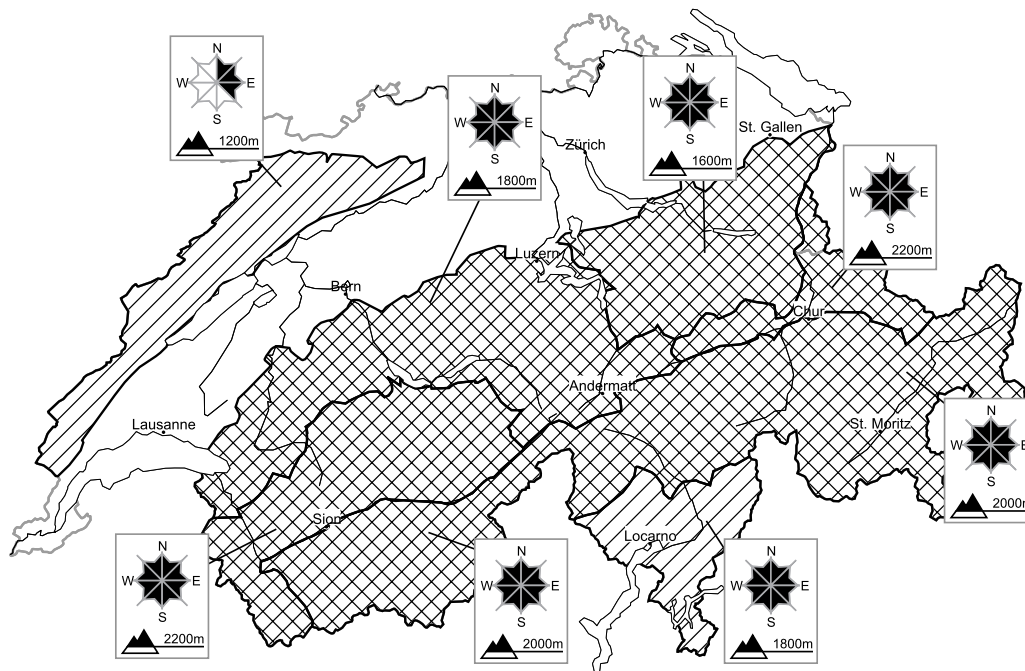 N
W E
S
1200m
N
W E
S
1800m
N
W E
S
1600m
N
W E
S
2200m
St. Gallen
Zürich
Luzern
Bern
Chur
Andermatt
St. Moritz
Lausanne
Sion
Locarno
N
W E
S
2000m
N
W E
S
2200m
N
W E
S
2000m
N
W E
S
1800m